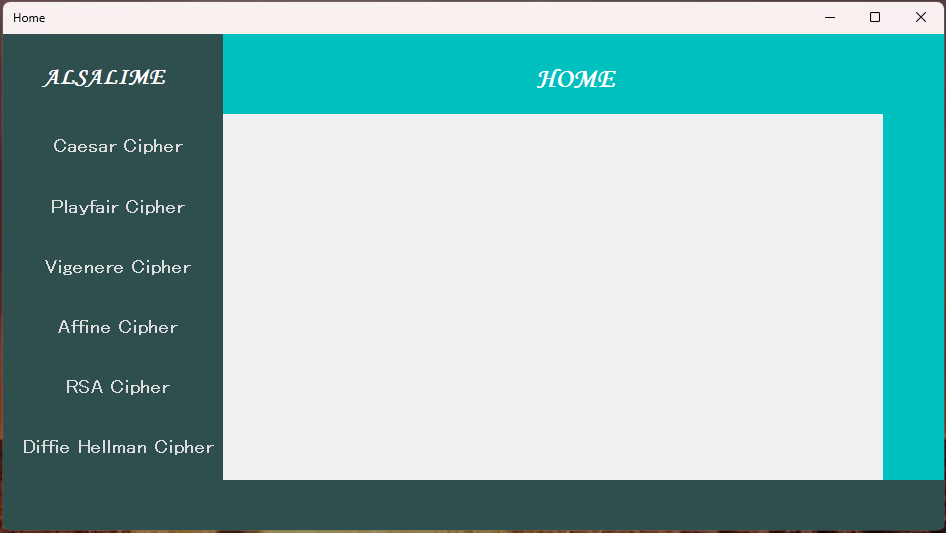 Home
ALSALIME
HOME
Caesar Cipher
Playfair Cipher
Vigenere Cipher
Affine Cipher
RSA Cipher
Diffie Hellman Cipher